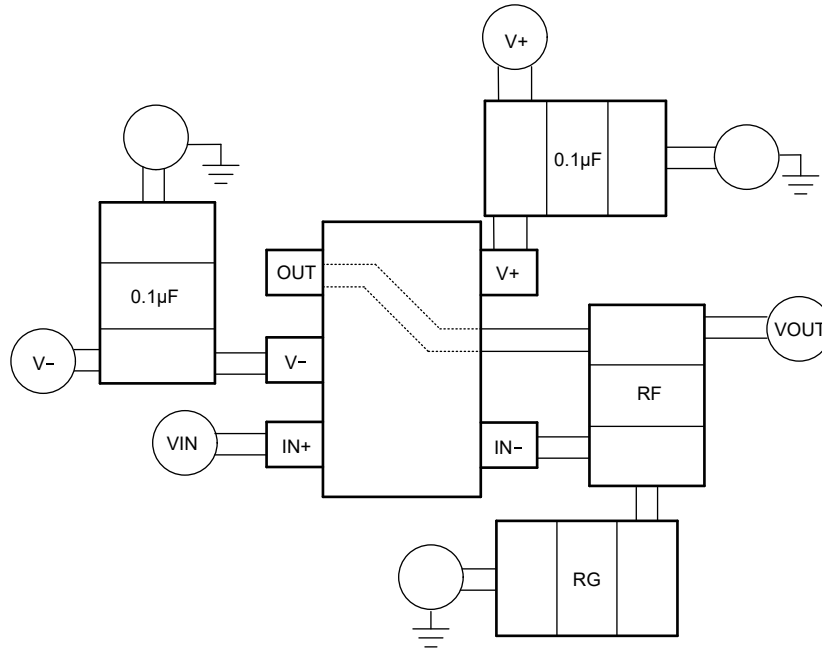 V+
0.1µF
0.1µF
OUT
V+
VOUT
V−
V−
RF
VIN
IN+
IN−
RG